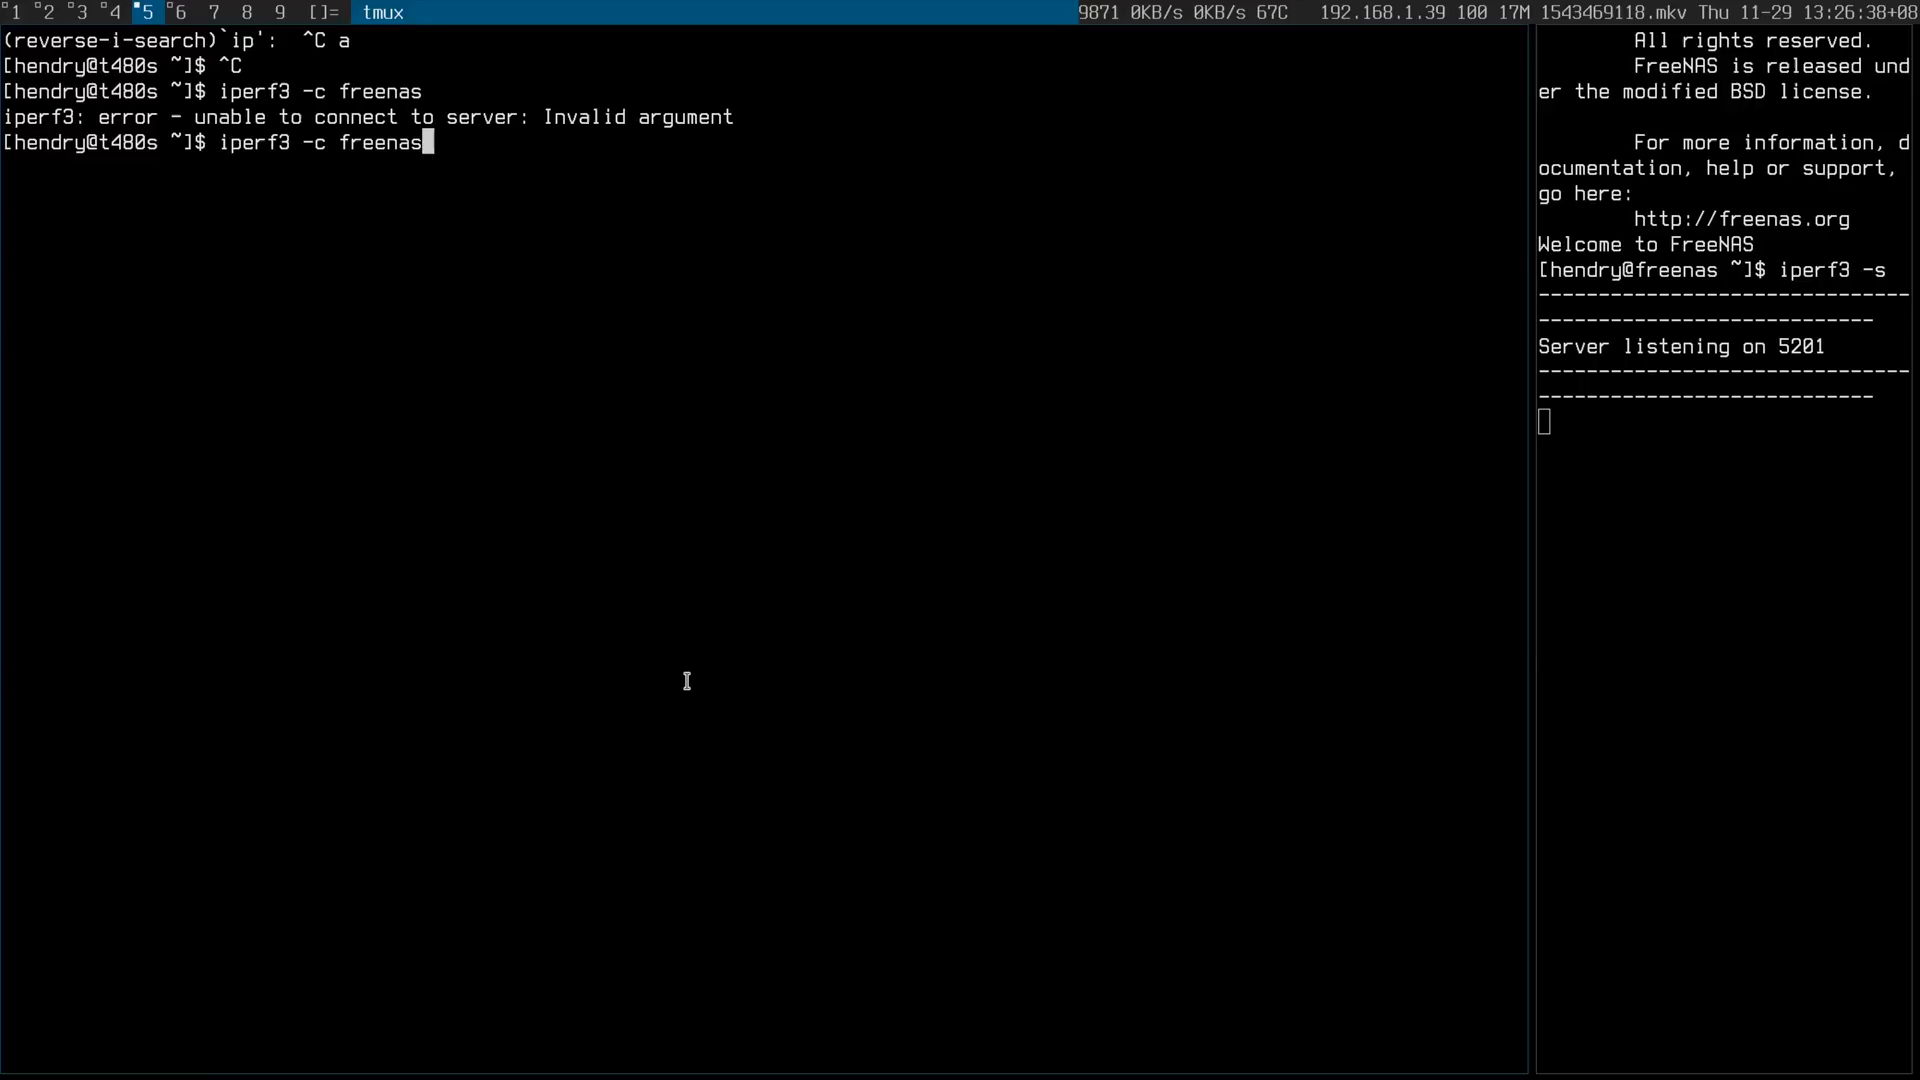 1 2 3 4 5 6 7 8 9 []= tmux 9871 0KB/s 0KB/s 67C 192.168.1.39 100 17M 1543469118.mkv Thu 11-29 13:26:38+08
(reverse-i-search)`ip':  ^C a
[hendry@t480s ~]$ ^C
[hendry@t480s ~]$ iperf3 -c freenas
iperf3: error - unable to connect to server: Invalid argument
[hendry@t480s ~]$ iperf3 -c freenas
All rights reserved.
FreeNAS is released und
er the modified BSD license.
For more information, d
ocumentation, help or support,
go here:
http://freenas.org
Welcome to FreeNAS
[hendry@freenas ~]$ iperf3 -s
-------------------------------
----------------------------
Server listening on 5201
-------------------------------
----------------------------